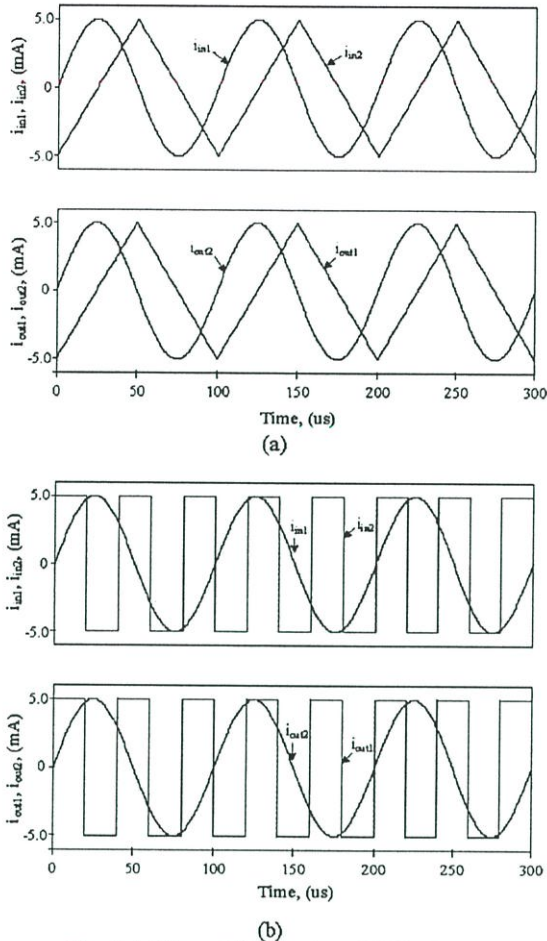 5.0
i_in1, i_in2, (mA)
i_in1
i_in2
0
-5.0
5.0
i_out1, i_out2, (mA)
i_out2
i_out1
0
-5.0
0 50 100 150 200 250 300
Time, (us)
(a)
5.0
i_in1, i_in2, (mA)
i_in1
i_in2
0
-5.0
5.0
i_out1, i_out2, (mA)
i_out2
i_out1
0
-5.0
0 50 100 150 200 250 300
Time, (us)
(b)